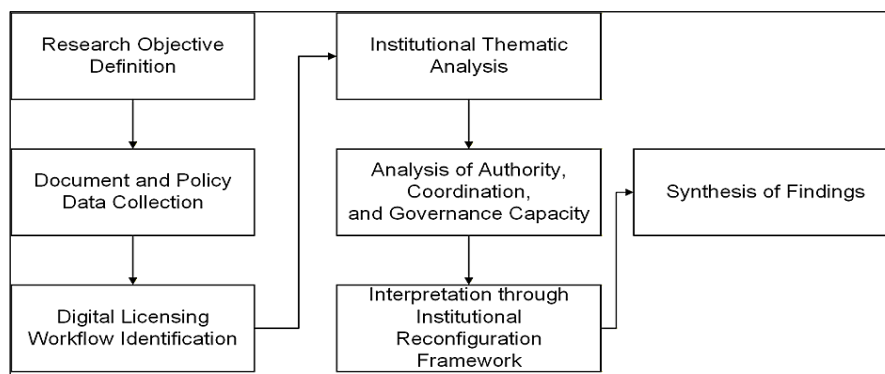 Research Objective
Definition
Document and Policy
Data Collection
Digital Licensing
Workflow Identification
Institutional Thematic
Analysis
Analysis of Authority,
Coordination,
and Governance Capacity
Interpretation through
Institutional
Reconfiguration
Framework
Synthesis of Findings